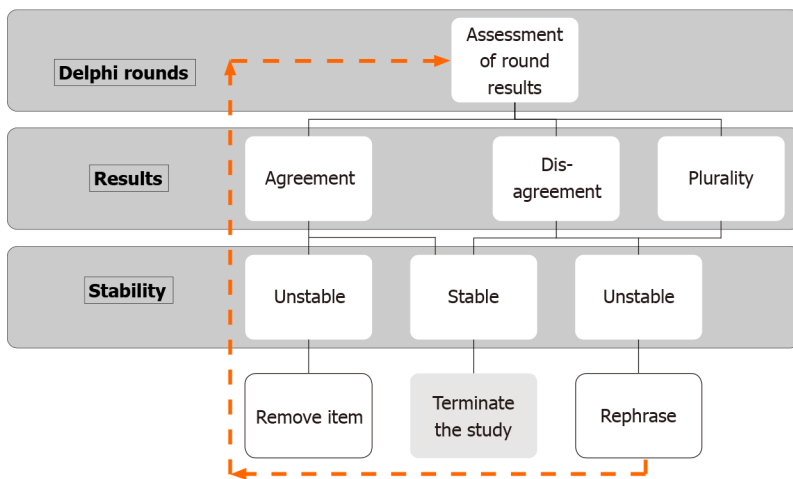 Delphi rounds
Assessment
of round
results
Results
Agreement
Dis-
agreement
Plurality
Stability
Unstable
Stable
Unstable
Remove item
Terminate
the study
Rephrase